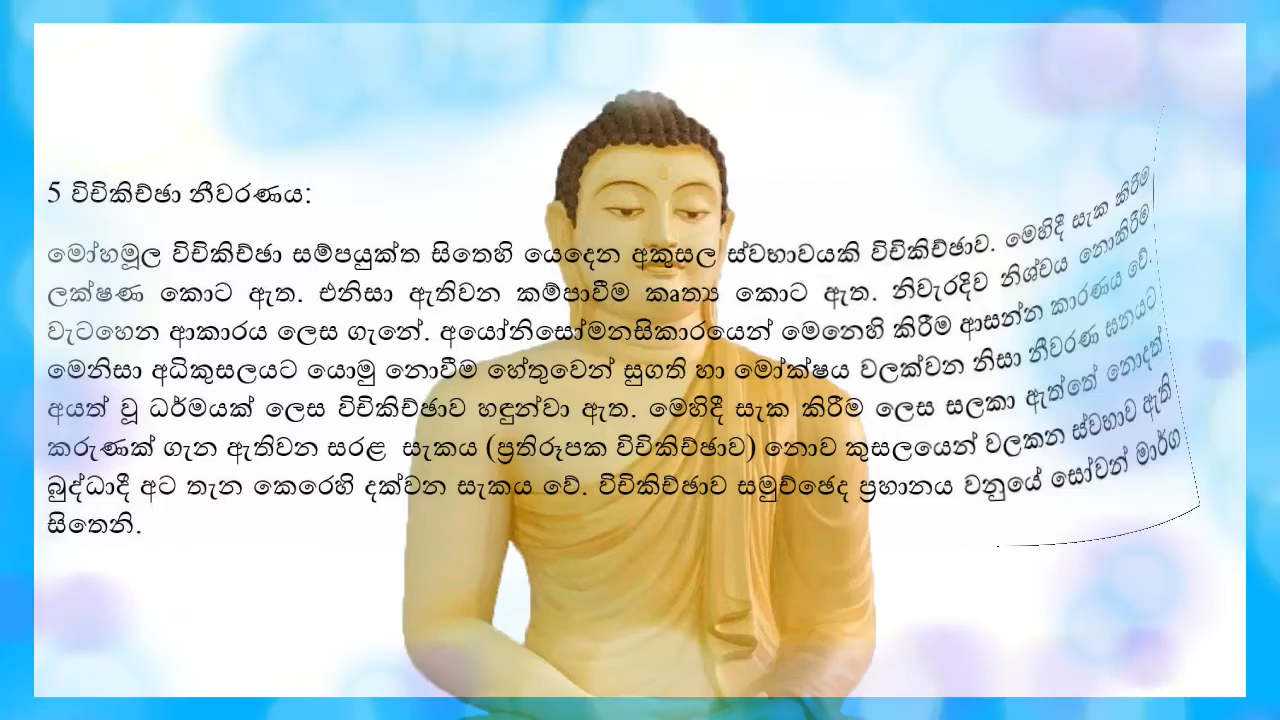 5 විචිකිච්ඡා නීවරණය:
මෝහමූල විචිකිච්ඡා සම්පයුක්ත සිතෙහි යෙදෙන අකුසල ස්වභාවයකි විචිකිච්ඡාව. මෙහිදී සැක කිරීම
ලක්ෂණ කොට ඇත. එනිසා ඇතිවන කම්පාවීම කෘත්‍ය කොට ඇත. නිවැරදිව නිශ්චය නොකිරීම
වැටහෙන ආකාරය ලෙස ගැනේ. අයෝනිසෝමනසිකාරයෙන් මෙනෙහි කිරීම ආසන්න කාරණය වේ.
මෙනිසා අධිකුසලයට යොමු නොවීම හේතුවෙන් සුගති හා මෝක්ෂය වලක්වන නිසා නීවරණ ඝනයට
අයත් වූ ධර්මයක් ලෙස විචිකිච්ඡාව හඳුන්වා ඇත. මෙහිදී සැක කිරීම ලෙස සලකා ඇත්තේ නොදත්
කරුණක් ගැන ඇතිවන සරළ සැකය (ප්‍රතිරූපක විචිකිච්ඡාව) නොව කුසලයෙන් වලකන ස්වභාව ඇති
බුද්ධාදී අට තැන කෙරෙහි දක්වන සැකය වේ. විචිකිච්ඡාව සමුච්ඡෙද ප්‍රහානය වනුයේ සෝවන් මාර්ග
සිතෙනි.